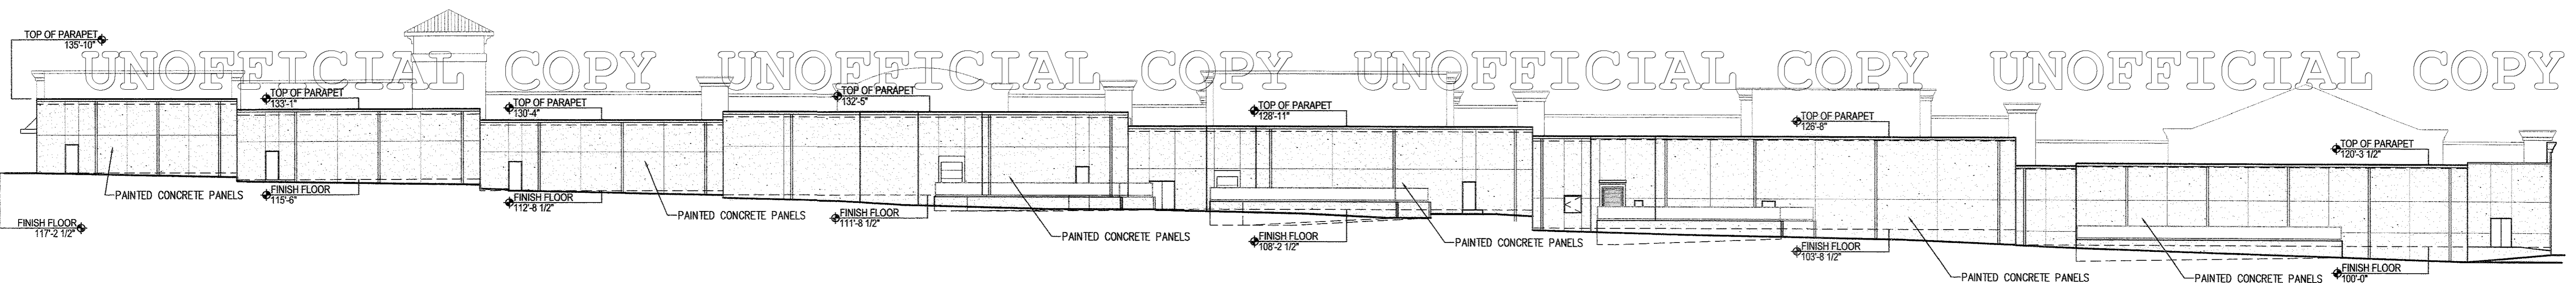 TOP OF PARAPET
135'-10"
UNOFFICIAL COPY UNOFFICIAL COPY UNOFFICIAL COPY UNOFFICIAL COPY
TOP OF PARAPET
133'-1"
TOP OF PARAPET
130'-4"
TOP OF PARAPET
132'-5"
TOP OF PARAPET
128'-11"
TOP OF PARAPET
126'-8"
TOP OF PARAPET
120'-3 1/2"
PAINTED CONCRETE PANELS
FINISH FLOOR
117'-2 1/2"
FINISH FLOOR
115'-6"
FINISH FLOOR
112'-8 1/2"
PAINTED CONCRETE PANELS
FINISH FLOOR
111'-8 1/2"
PAINTED CONCRETE PANELS
FINISH FLOOR
108'-2 1/2"
PAINTED CONCRETE PANELS
FINISH FLOOR
103'-8 1/2"
PAINTED CONCRETE PANELS
PAINTED CONCRETE PANELS
FINISH FLOOR
100'-0"